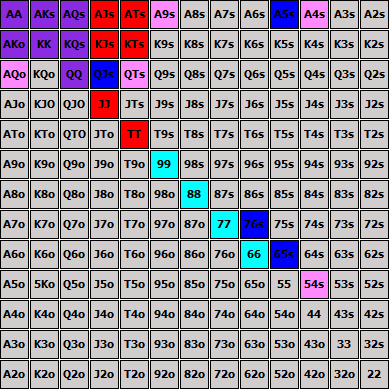 AA AKs AQs AJs ATs A9s A8s A7s A6s A5s A4s A3s A2s
AKo KK KQs KJs KTs K9s K8s K7s K6s K5s K4s K3s K2s
AQo KQo QQ QJs QTs Q9s Q8s Q7s Q6s Q5s Q4s Q3s Q2s
AJo KJO QJO JJ JTs J9s J8s J7s J6s J5s J4s J3s J2s
ATo KTo QTO JTo TT T9s T8s T7s T6s T5s T4s T3s T2s
A9o K9o Q9o J9o T9o 99 98s 97s 96s 95s 94s 93s 92s
A8o K8o Q8o J8o T8o 98o 88 87s 86s 85s 84s 83s 82s
A7o K7o Q7o J7o T7o 97o 87o 77 76s 75s 74s 73s 72s
A6o K6o Q6o J6o T6o 96o 86o 76o 66 65s 64s 63s 62s
A5o 5Ko Q5o J5o T5o 95o 85o 75o 65o 55 54s 53s 52s
A4o K4o Q4o J4o T4o 94o 84o 74o 64o 54o 44 43s 42s
A3o K3o Q3o J3o T3o 93o 83o 73o 63o 53o 43o 33 32s
A2o K2o Q2o J2o T2o 92o 82o 72o 62o 52o 42o 32o 22